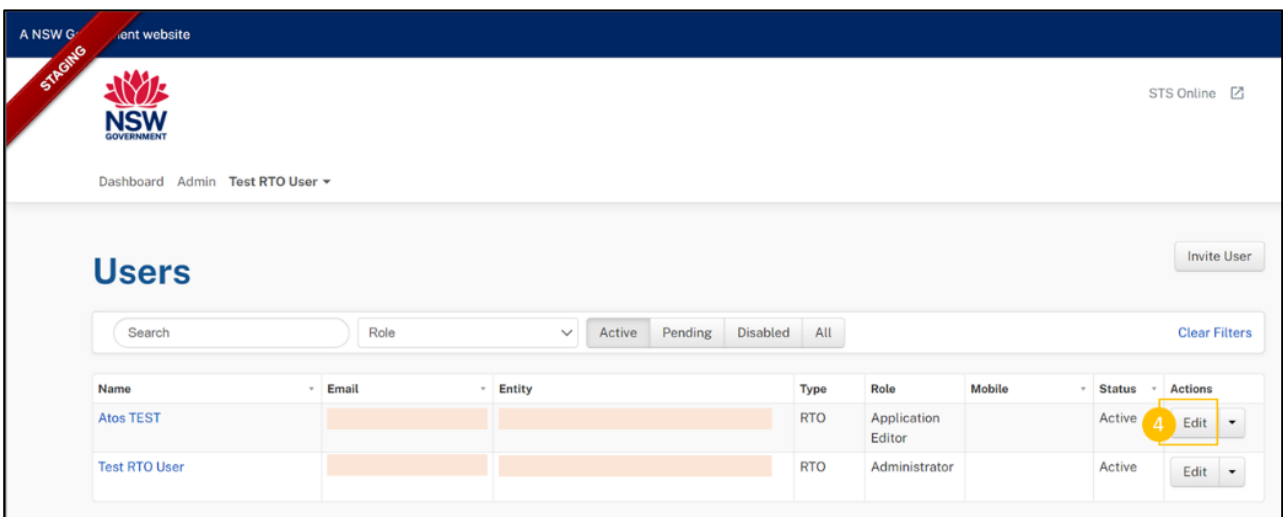 A NSW G ent website
STAGING
NSW
GOVERNMENT
STS Online
Dashboard Admin Test RTO User
Users
Invite User
Search Role Active Pending Disabled All Clear Filters
Name Email Entity Type Role Mobile Status Actions
Atos TEST RTO Application Editor Active 4 Edit
Test RTO User RTO Administrator Active Edit